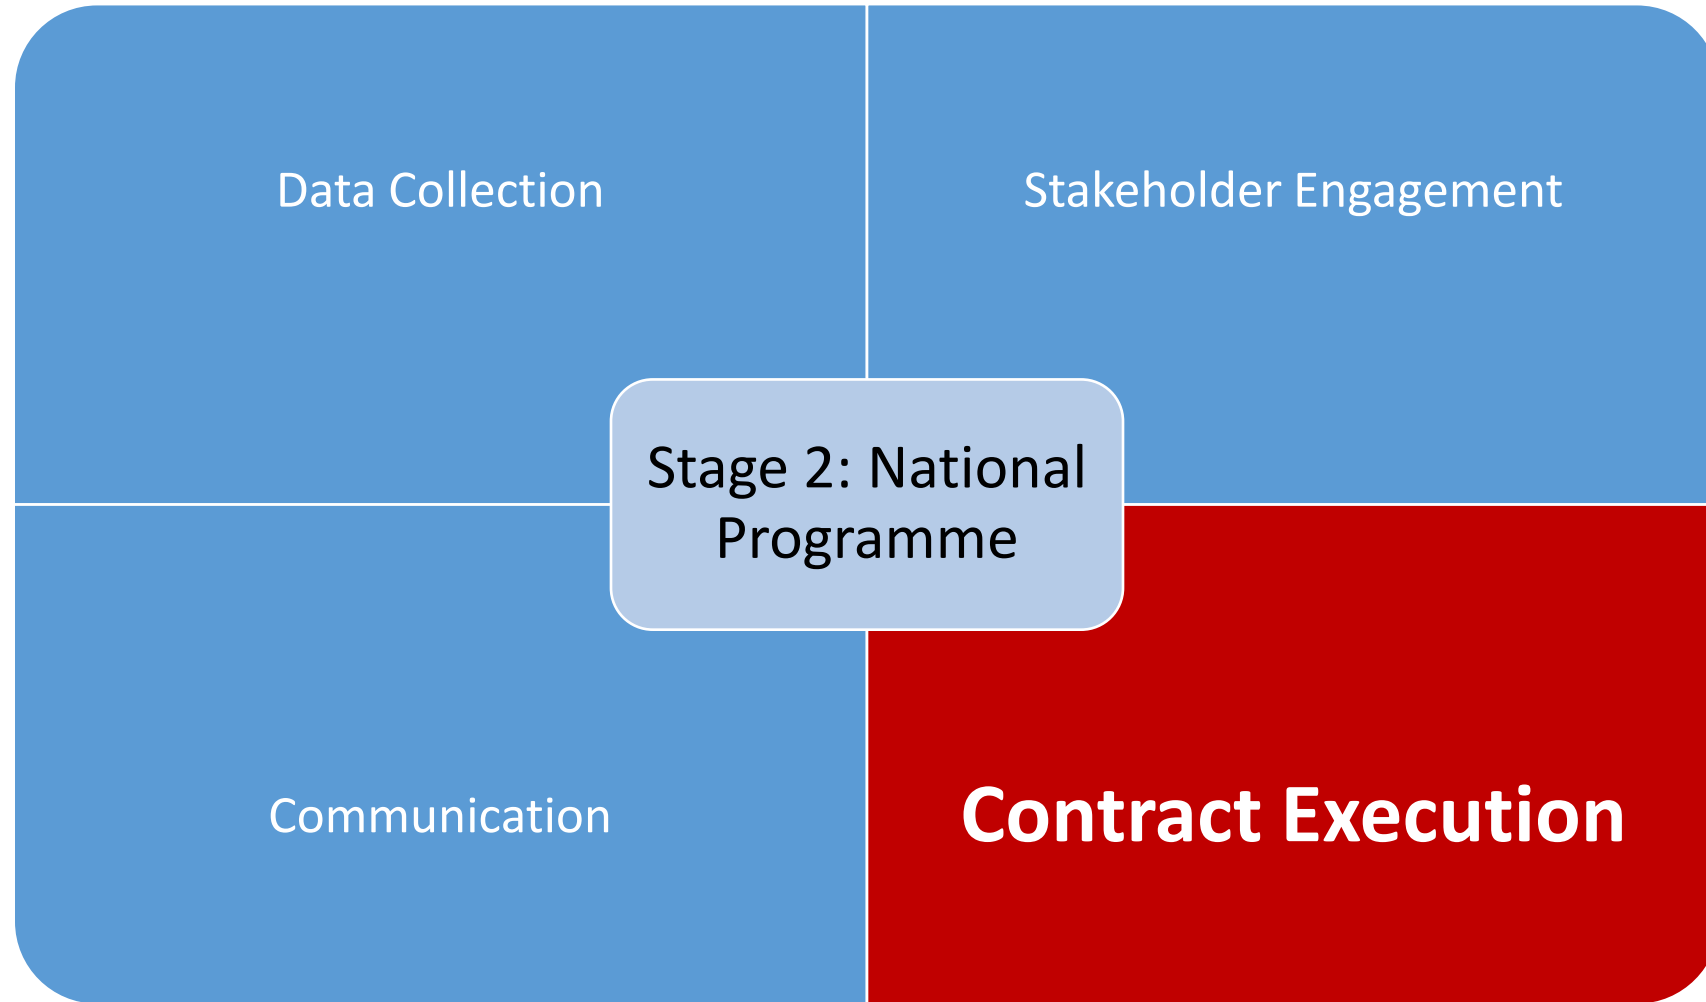 Data Collection
Stakeholder Engagement
Stage 2: National
Programme
Communication
Contract Execution